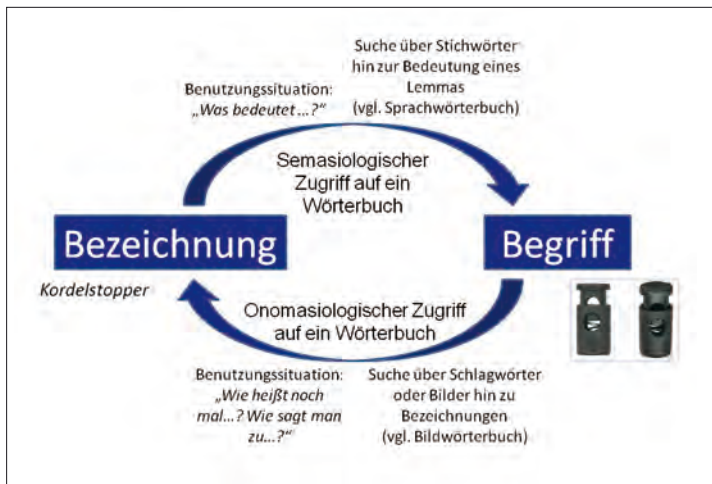 Suche über Stichwörter
hin zur Bedeutung eines
Lemmas
(vgl. Sprachwörterbuch)
Benutzungssituation:
„Was bedeutet...?“
Semasiologischer
Zugriff auf ein
Wörterbuch
Bezeichnung
Begriff
Kordelstopper
Onomasiologischer Zugriff
auf ein Wörterbuch
Benutzungssituation:
„Wie heißt noch
mal...? Wie sagt man
zu...?“
Suche über Schlagwörter
oder Bilder hin zu
Bezeichnungen
(vgl. Bildwörterbuch)